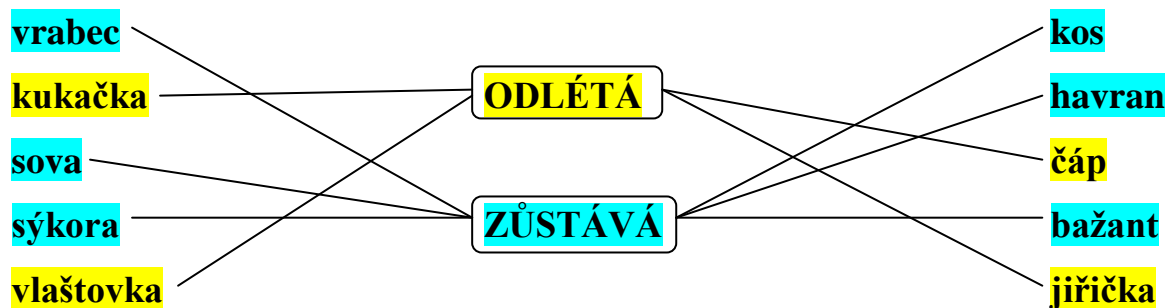 vrabec
kos
kukačka
ODLÉTÁ
havran
sova
čáp
sýkora
ZŮSTÁVÁ
bažant
vlaštovka
jiřička